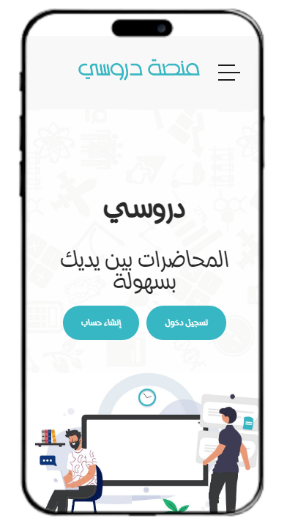 منصة دروسي
دروسي
المحاضرات بين يديك
بسهولة
تسجيل دخول
إنشاء حساب